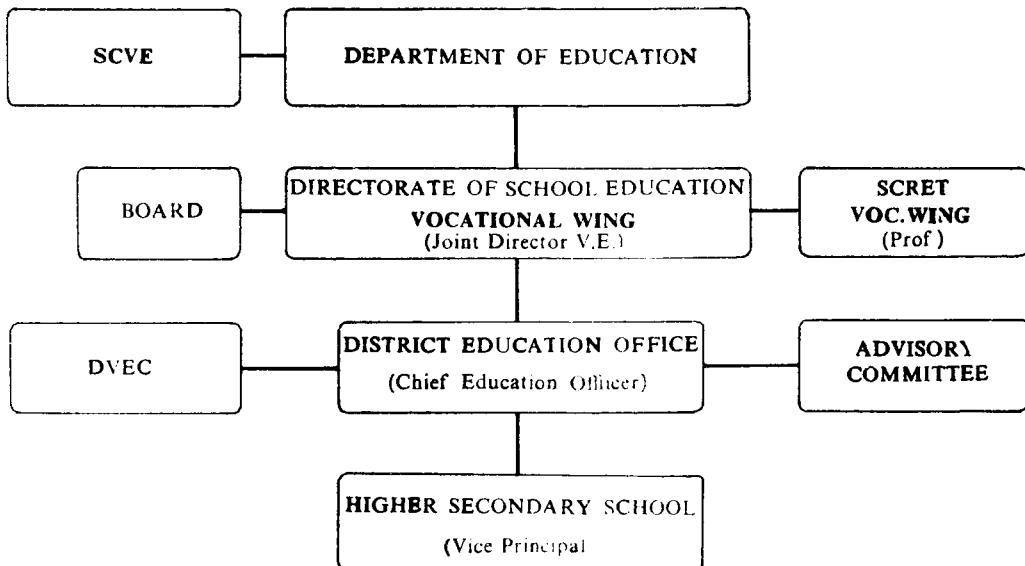 SCVE
DEPARTMENT OF EDUCATION
BOARD
DIRECTORATE OF SCHOOL EDUCATION
VOCATIONAL WING
(Joint Director V.E.)
SCRET
VOC.WING
(Prof)
DVEC
DISTRICT EDUCATION OFFICE
(Chief Education Officer)
ADVISORY
COMMITTEE
HIGHER SECONDARY SCHOOL
(Vice Principal